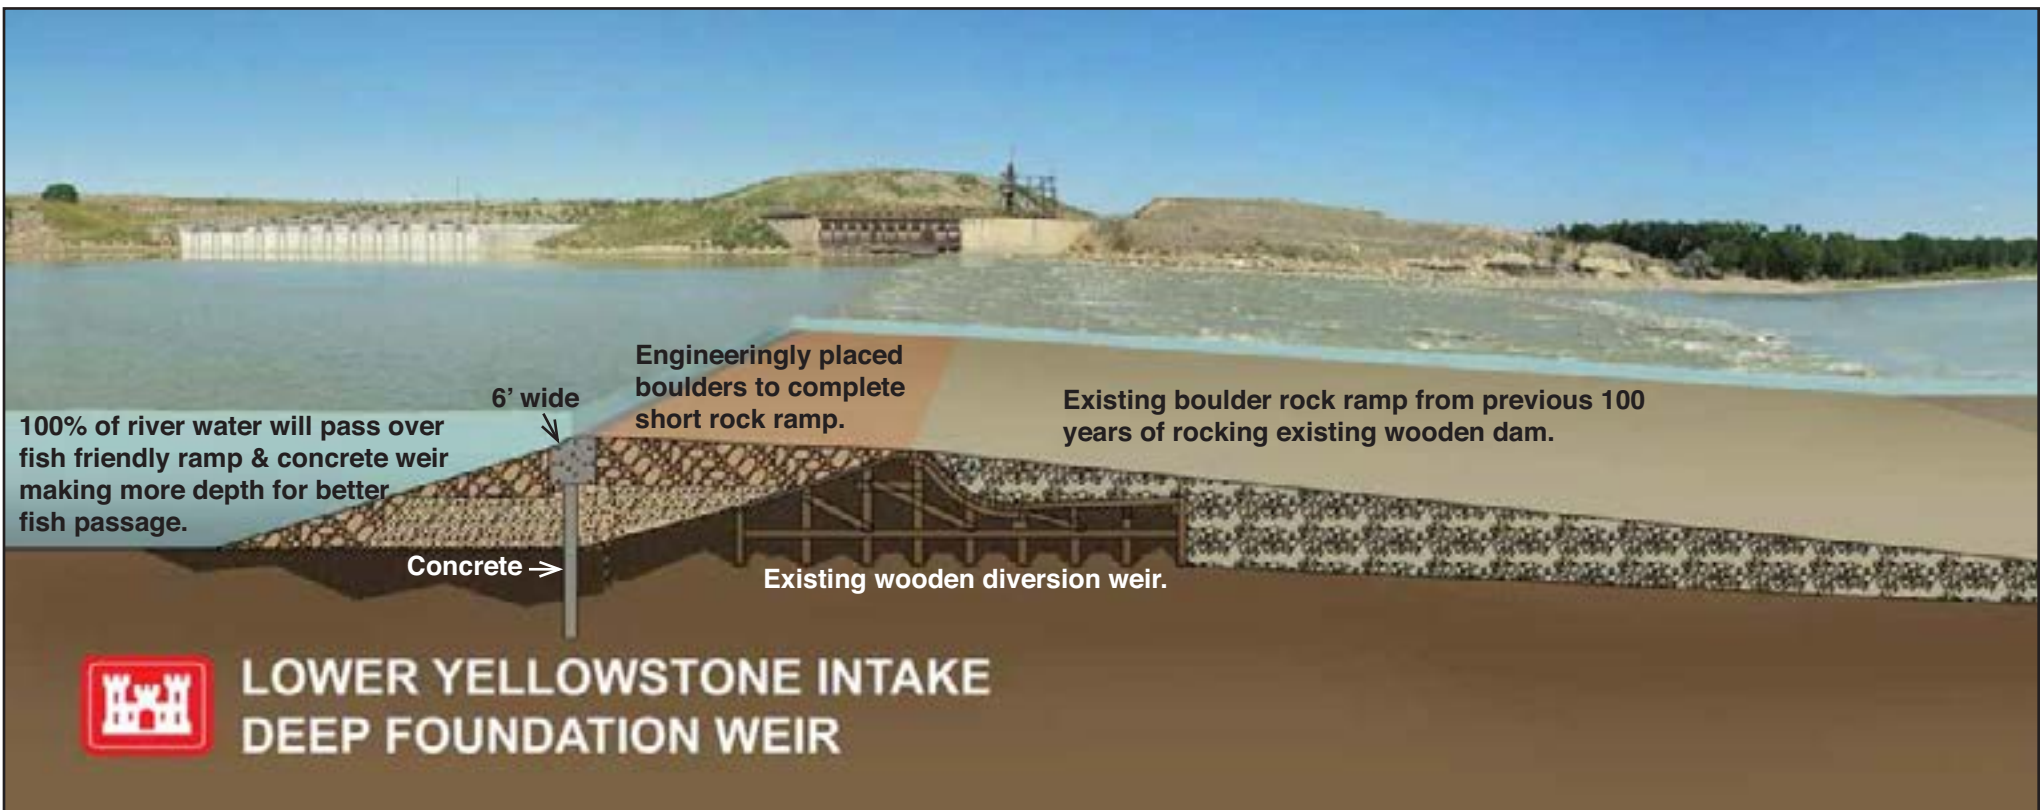 Engineeringly placed
boulders to complete
short rock ramp.
6’ wide
Existing boulder rock ramp from previous 100
years of rocking existing wooden dam.
100% of river water will pass over
fish friendly ramp & concrete weir
making more depth for better
fish passage.
Concrete
Existing wooden diversion weir.
LOWER YELLOWSTONE INTAKE
DEEP FOUNDATION WEIR